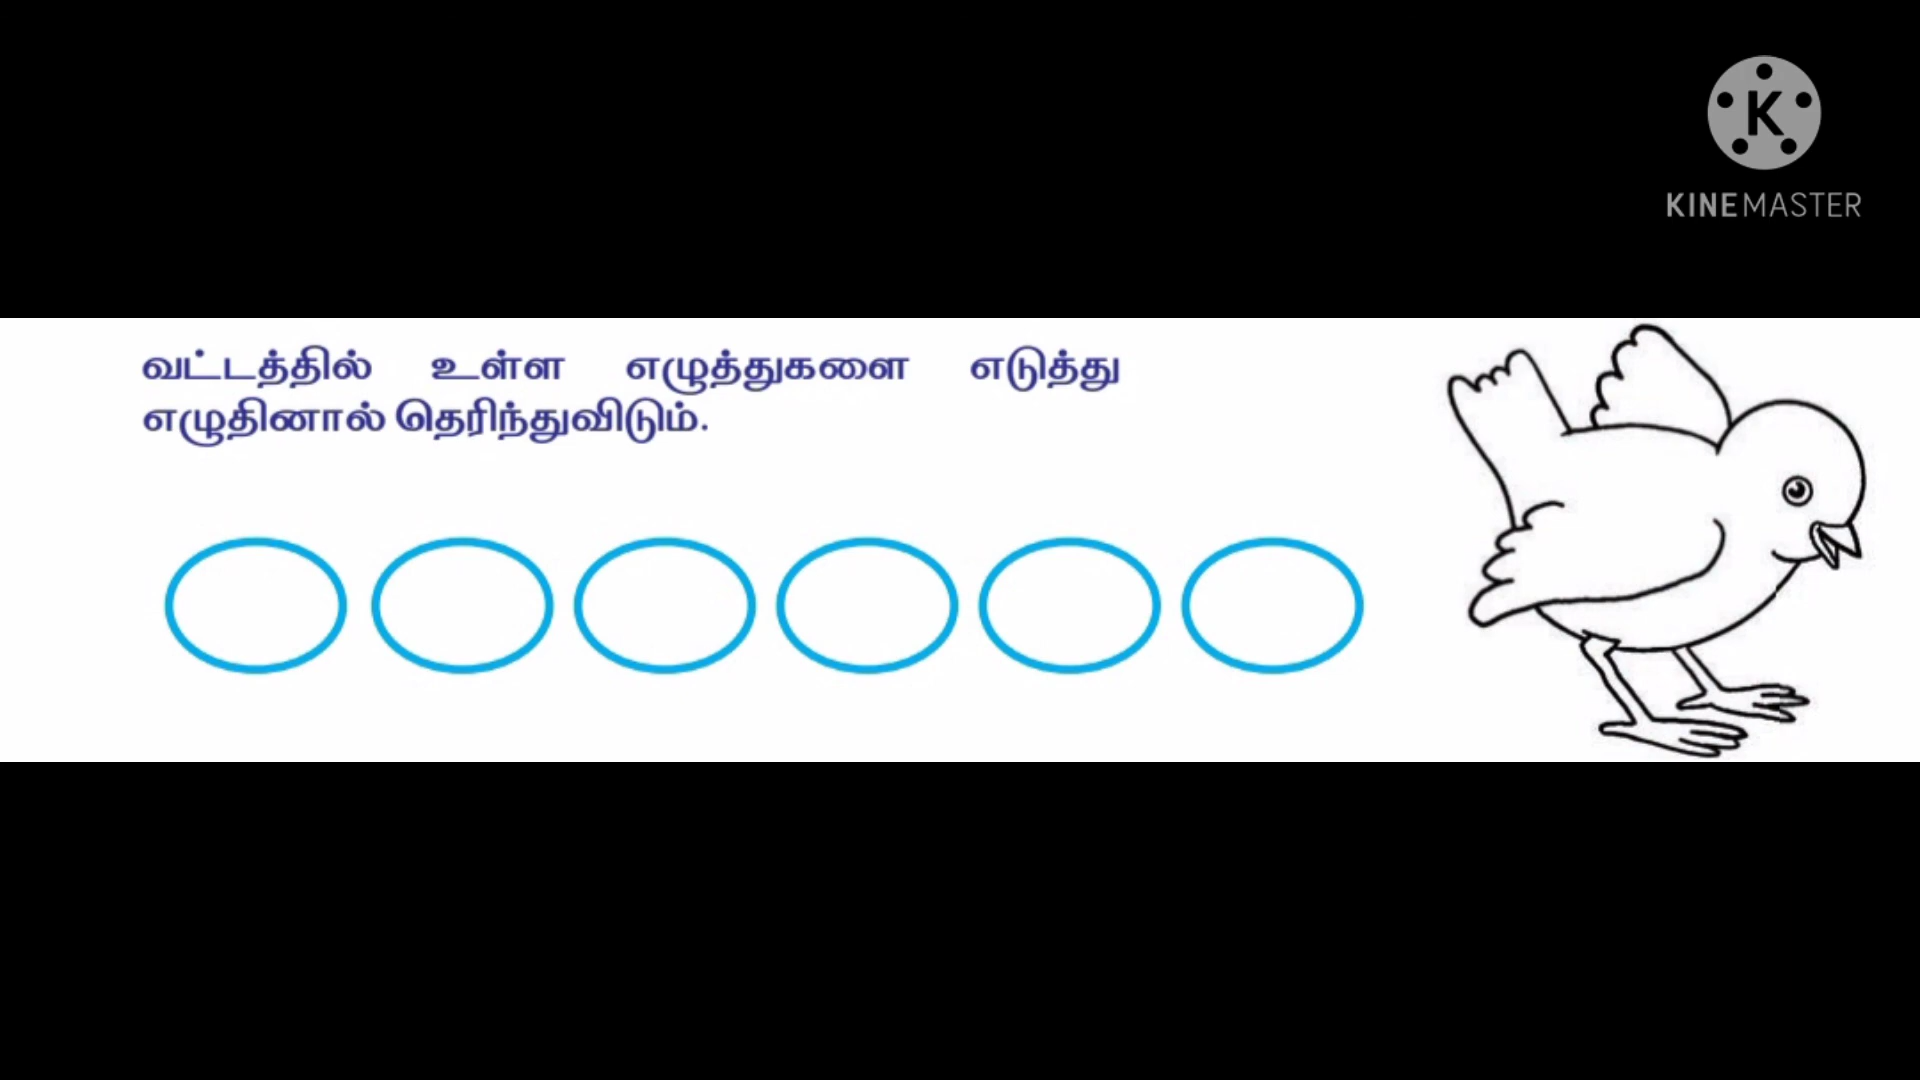 KINEMASTER
வட்டத்தில் உள்ள எழுத்துகளை எடுத்து
எழுதினால் தெரிந்துவிடும்.